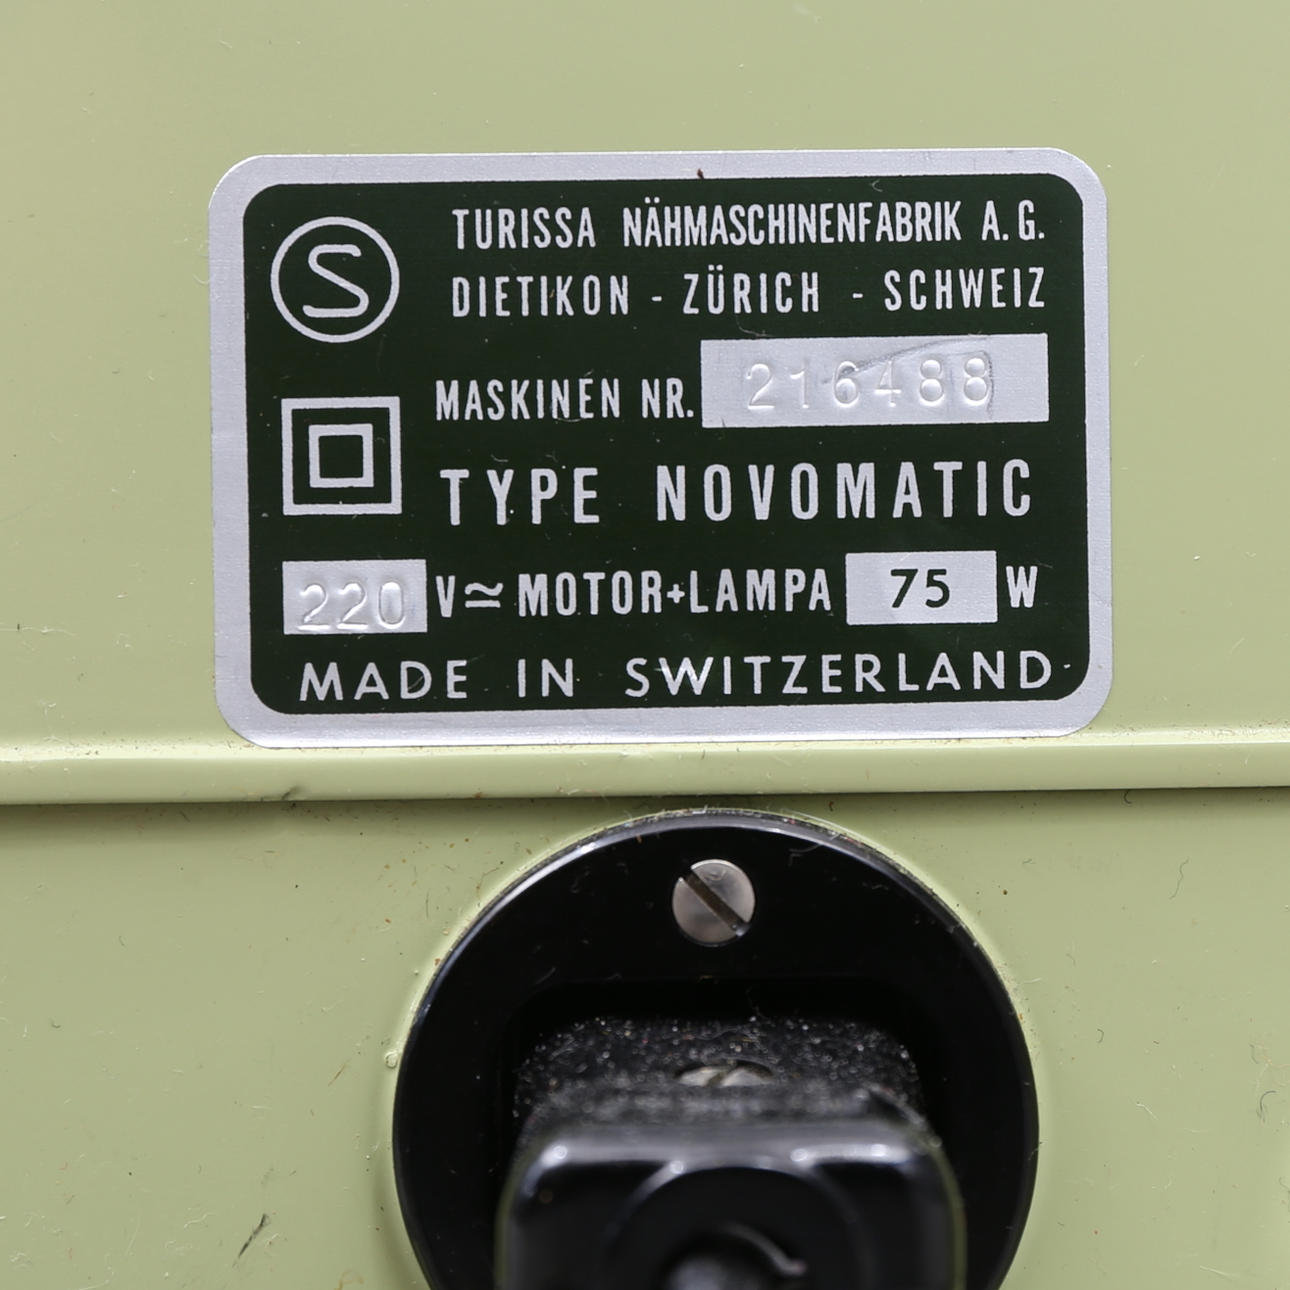 S
TURISSA NÄHMASCHINENFABRIK A.G.
DIETIKON - ZÜRICH - SCHWEIZ
MASKINEN NR. 216488
TYPE NOVOMATIC
220 V≃ MOTOR+LAMPA 75 W
MADE IN SWITZERLAND